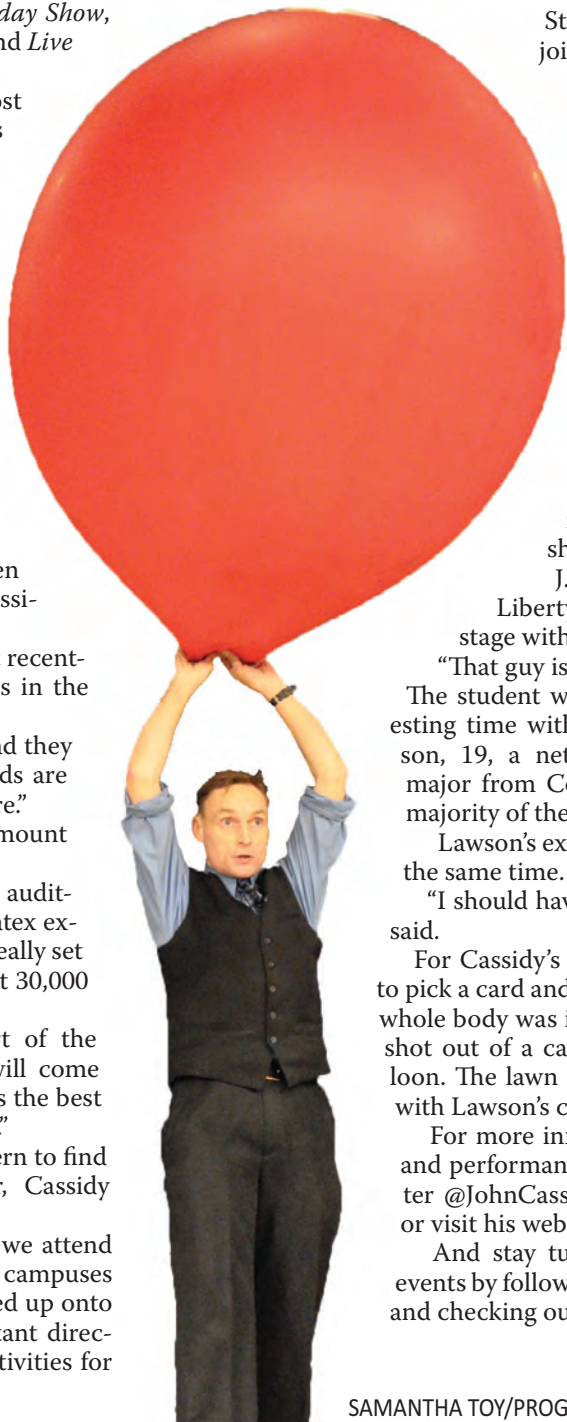 day Show,
nd Live
ost
s
en
ssi-
recent-
s in the
nd they
ds are
re.”
mount
audit-
tex ex-
eally set
t 30,000
t of the
will come
s the best
”
ern to find
r, Cassidy
we attend
campuses
ed up onto
tant direc-
tivities for
St
joi
sh
J.
Liberty
stage with
“That guy is
The student w
esting time with
son, 19, a net
major from Co
majority of the
Lawson’s ex
the same time.
“I should hav
said.
For Cassidy’s
to pick a card and
whole body was i
shot out of a ca
loon. The lawn
with Lawson’s c
For more in
and performan
ter @JohnCass
or visit his web
And stay tu
events by follow
and checking ou
SAMANTHA TOY/PROG